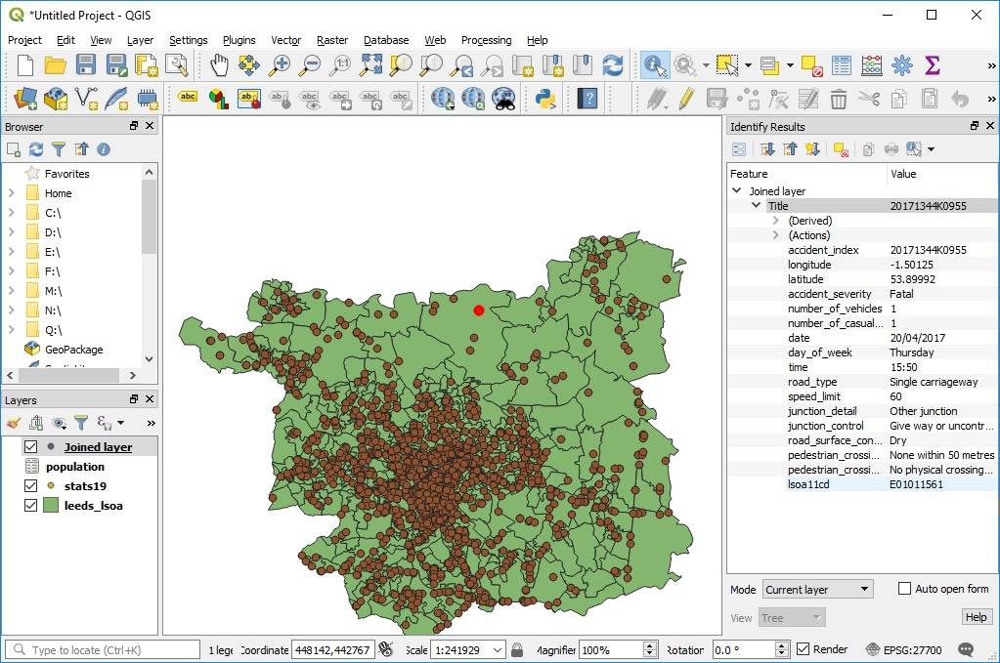 *Untitled Project - QGIS
Project Edit View Layer Settings Plugins Vector Raster Database Web Processing Help
Browser
Favorites
Home
C:\
D:\
E:\
F:\
M:\
N:\
Q:\
GeoPackage
Layers
Joined layer
population
stats19
leeds_lsoa
Identify Results
Feature Value
Joined layer
Title 20171344K0955
(Derived)
(Actions)
accident_index 20171344K0955
longitude -1.50125
latitude 53.89992
accident_severity Fatal
number_of_vehicles 1
number_of_casual... 1
date 20/04/2017
day_of_week Thursday
time 15:50
road_type Single carriageway
speed_limit 60
junction_detail Other junction
junction_control Give way or uncontr...
road_surface_con... Dry
pedestrian_crossi... None within 50 metres
pedestrian_crossi... No physical crossing...
lsoa11cd E01011561
Mode Current layer Auto open form
View Tree Help
Type to locate (Ctrl+K) 1 lege Coordinate 448142,442767 Scale 1:241929 Magnifier 100% Rotation 0.0 ° Render EPSG:27700